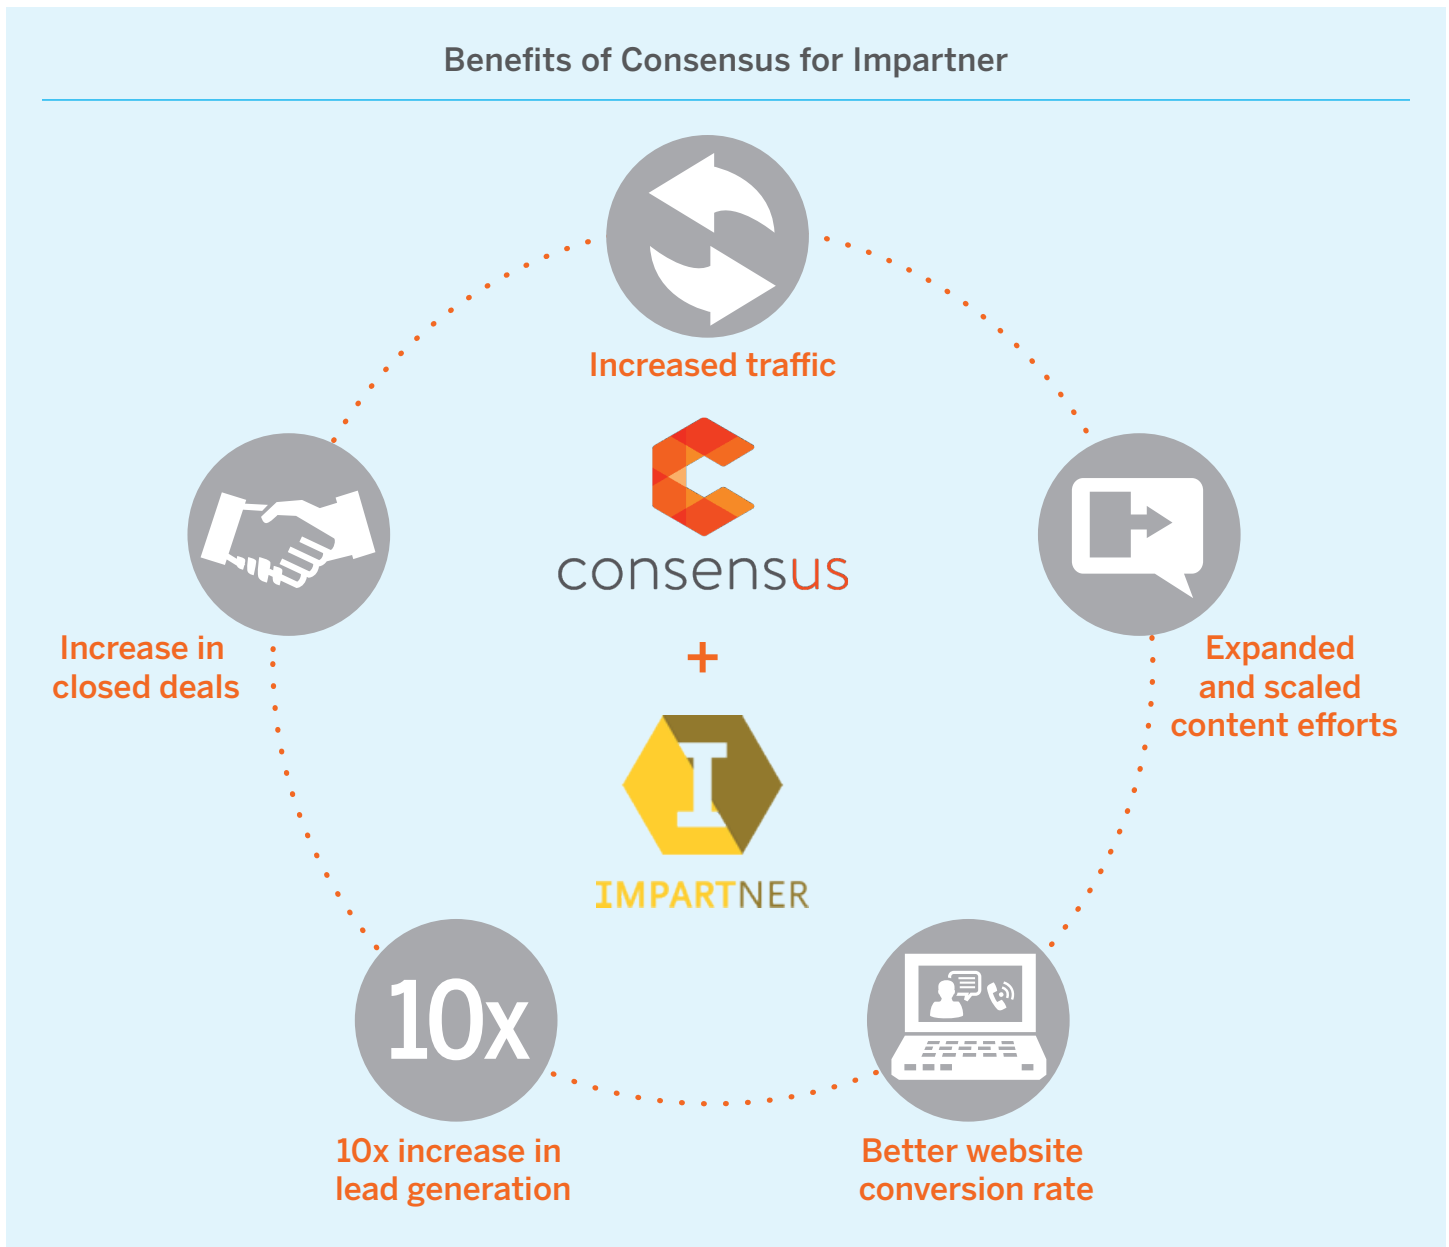 Benefits of Consensus for Impartner
Increased traffic
consensus
+
IMPARTNER
Increase in
closed deals
Expanded
and scaled
content efforts
10x
10x increase in
lead generation
Better website
conversion rate